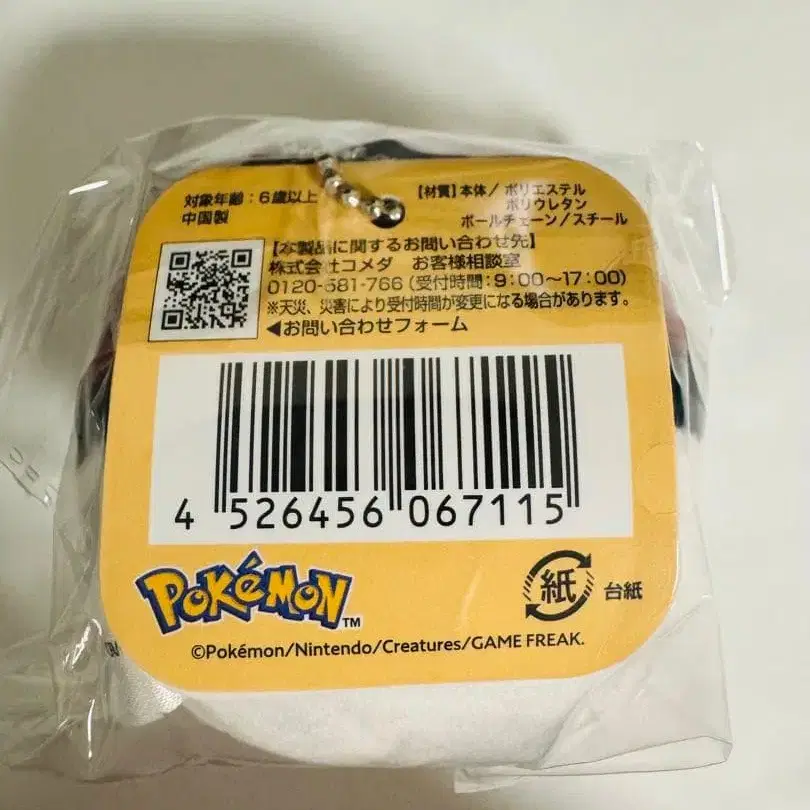 対象年齢：6歳以上
中国製
【材質】本体/ ポリエステル
ポリウレタン
ボールチェーン/スチール
【本製品に関するお問い合わせ先】
株式会社コメダ お客様相談室
0120-581-766 (受付時間：9：00〜17：00)
※天災、災害により受付時間が変更になる場合があります。
◀お問い合わせフォーム
4 526456 067115
POKéMON™
紙 台紙
©Pokémon/Nintendo/Creatures/GAME FREAK.